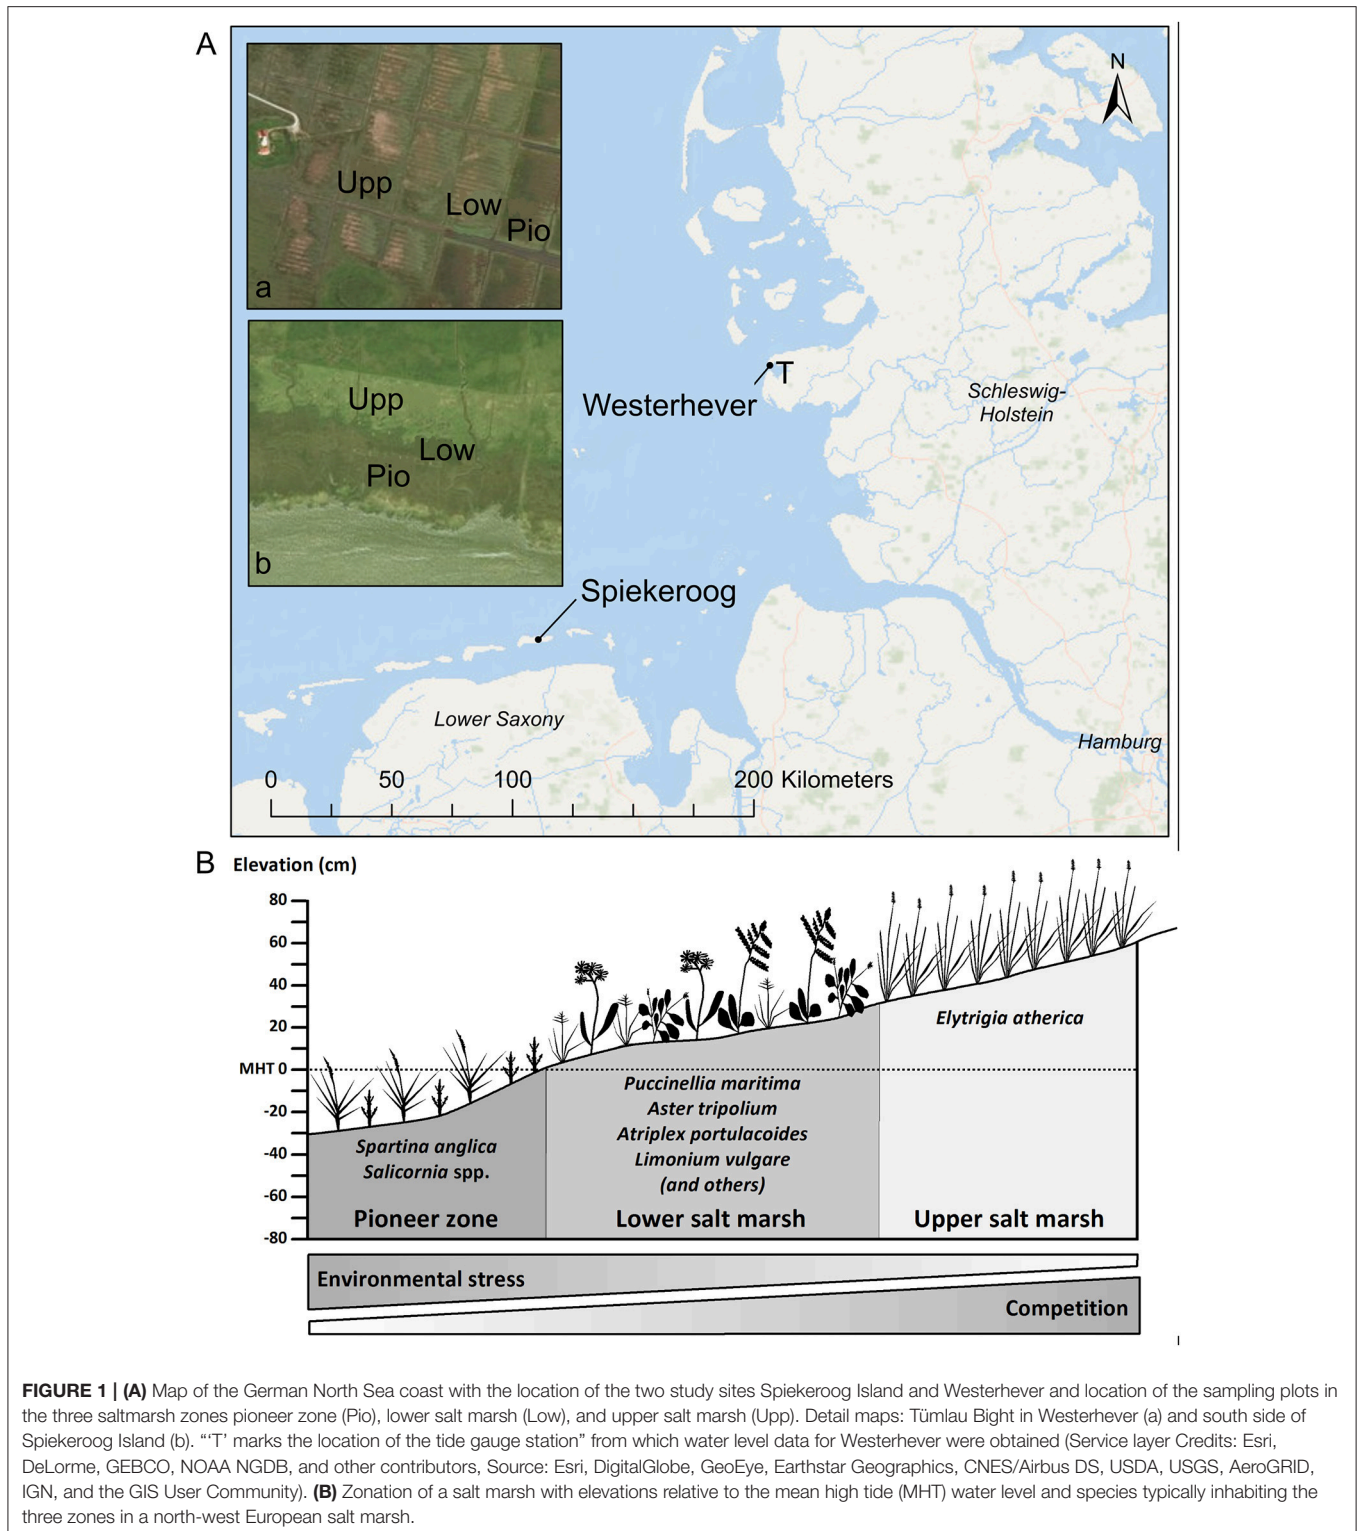 A
N
Upp
Low
Pio
a
T
Westerhever
Schleswig-
Holstein
Upp
Low
Pio
b
Spiekeroog
Lower Saxony
Hamburg
0 50 100 200 Kilometers
B Elevation (cm)
80
60
40
20
MHT 0
-20
-40
-60
-80
Elytrigia atherica
Puccinellia maritima
Aster tripolium
Atriplex portulacoides
Limonium vulgare
(and others)
Spartina anglica
Salicornia spp.
Pioneer zone Lower salt marsh Upper salt marsh
Environmental stress
Competition
FIGURE 1 | (A) Map of the German North Sea coast with the location of the two study sites Spiekeroog Island and Westerhever and location of the sampling plots in
the three saltmarsh zones pioneer zone (Pio), lower salt marsh (Low), and upper salt marsh (Upp). Detail maps: Tümlau Bight in Westerhever (a) and south side of
Spiekeroog Island (b). “‘T’ marks the location of the tide gauge station” from which water level data for Westerhever were obtained (Service layer Credits: Esri,
DeLorme, GEBCO, NOAA NGDB, and other contributors, Source: Esri, DigitalGlobe, GeoEye, Earthstar Geographics, CNES/Airbus DS, USDA, USGS, AeroGRID,
IGN, and the GIS User Community). (B) Zonation of a salt marsh with elevations relative to the mean high tide (MHT) water level and species typically inhabiting the
three zones in a north-west European salt marsh.